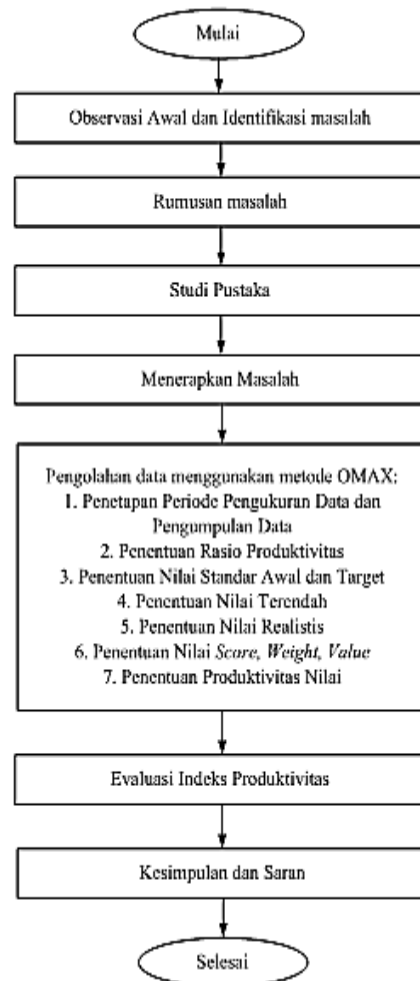 Mulai
Observasi Awal dan Identifikasi masalah
Rumusan masalah
Studi Pustaka
Menerapkan Masalah
Pengolahan data menggunakan metode OMAX:
1. Penetapan Periode Pengukuran Data dan
Pengumpulan Data
2. Penentuan Rasio Produktivitas
3. Penentuan Nilai Standar Awal dan Target
4. Penentuan Nilai Terendah
5. Penentuan Nilai Realistis
6. Penentuan Nilai Score, Weight, Value
7. Penentuan Produktivitas Nilai
Evaluasi Indeks Produktivitas
Kesimpulan dan Saran
Selesai